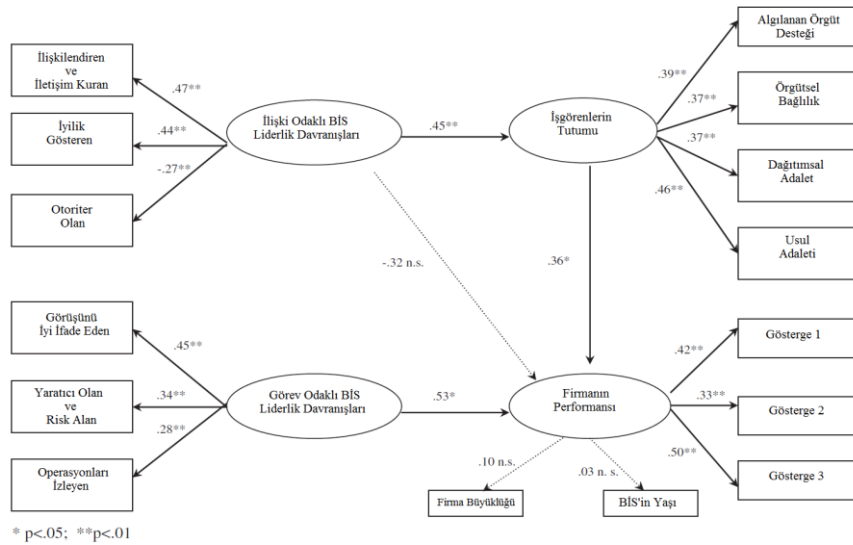 İlişkilendiren
ve
İletişim Kuran
İyilik
Gösteren
Otoriter
Olan
.47**
.44**
-.27**
İlişki Odaklı BİS
Liderlik Davranışları
.45**
İşgörenlerin
Tutumu
.39**
.37**
.37**
.46**
Algılanan Örgüt
Desteği
Örgütsel
Bağlılık
Dağıtımsal
Adalet
Usul
Adaleti
-.32 n.s.
.36*
Görüşünü
İyi İfade Eden
Yaratıcı Olan
ve
Risk Alan
Operasyonları
İzleyen
.45**
.34**
.28**
Görev Odaklı BİS
Liderlik Davranışları
.53*
Firmanın
Performansı
.42**
.33**
.50**
Gösterge 1
Gösterge 2
Gösterge 3
.10 n.s.
.03 n. s.
Firma Büyüklüğü
BİS'in Yaşı
* p<.05; **p<.01